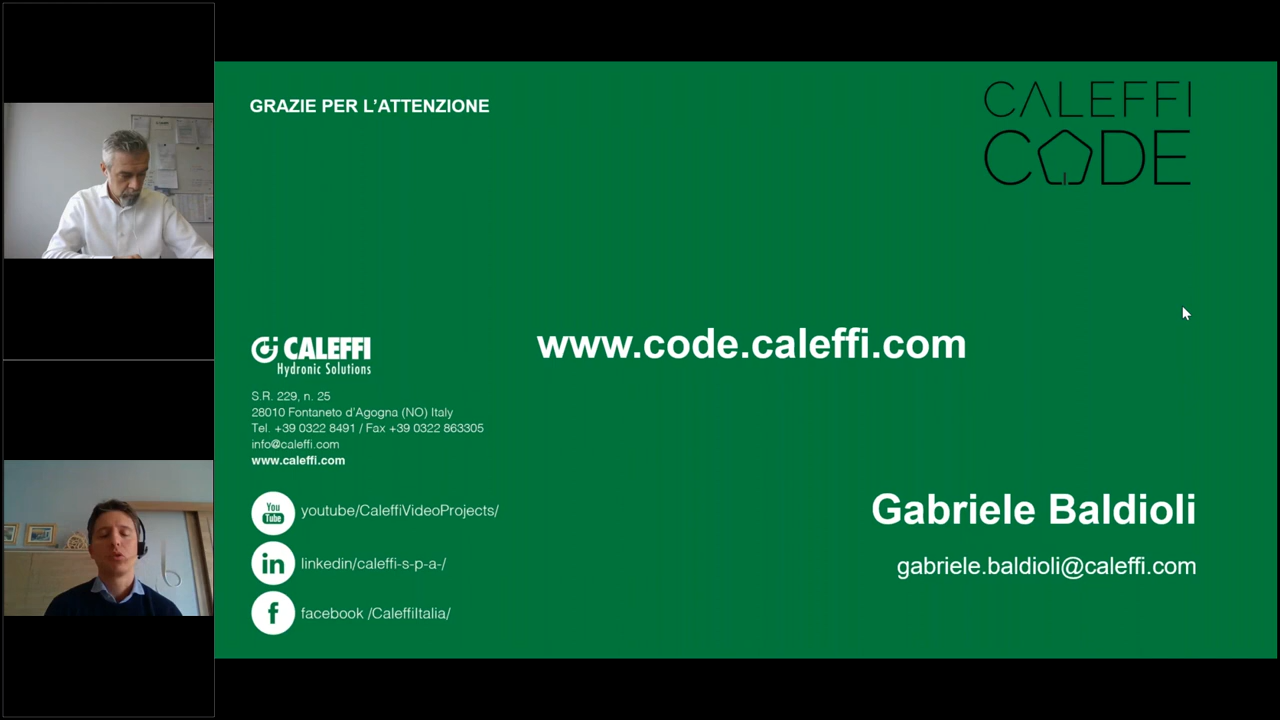 GRAZIE PER L'ATTENZIONE
CALEFFI
CODE
www.code.caleffi.com
CALEFFI
Hydronic Solutions
S.R. 229, n. 25
28010 Fontaneto d'Agogna (NO) Italy
Tel. +39 0322 8491 / Fax +39 0322 863305
info@caleffi.com
www.caleffi.com
You
Tube
youtube/CaleffiVideoProjects/
in
linkedin/caleffi-s-p-a-/
f
facebook /CaleffiItalia/
Gabriele Baldioli
gabriele.baldioli@caleffi.com